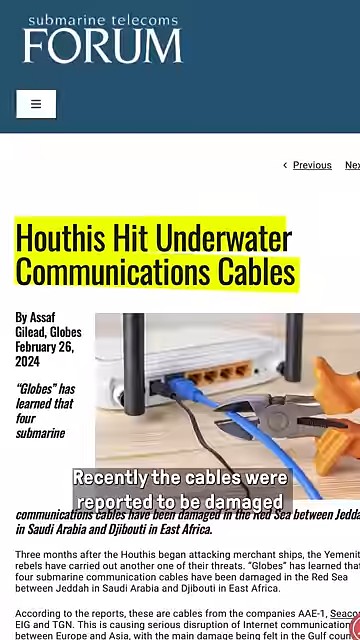 submarine telecoms
FORUM
Previous
Houthis Hit Underwater
Communications Cables
By Assaf
Gilead, Globes
February 26,
2024
“Globes” has
learned that
four
submarine
Recently the cables were
reported to be damaged
communications cables have been damaged in the Red Sea between
in Saudi Arabia and Djibouti in East Africa.
Three months after the Houthis began attacking merchant ships, the
rebels have carried out another one of their threats. “Globes” has learned
four submarine communication cables have been damaged in the Red Sea
between Jeddah in Saudi Arabia and Djibouti in East Africa.
According to the reports, these are cables from the companies AAE-1,
EIG and TGN. This is causing serious disruption of Internet
between Europe and Asia, with the main damage being felt in the Gulf